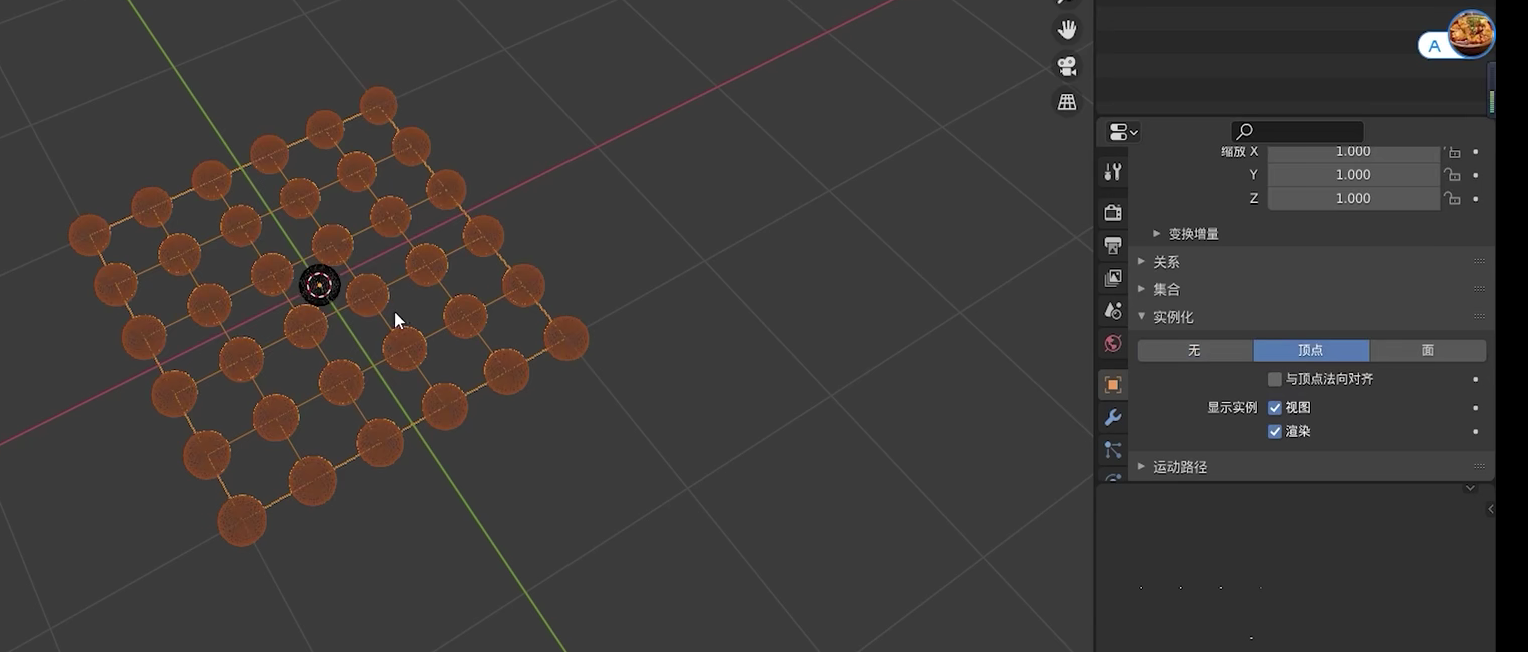 A
缩放 X 1.000
Y 1.000
Z 1.000
变换增量
关系
集合
实例化
无 顶点 面
与顶点法向对齐
显示实例 视图
渲染
运动路径